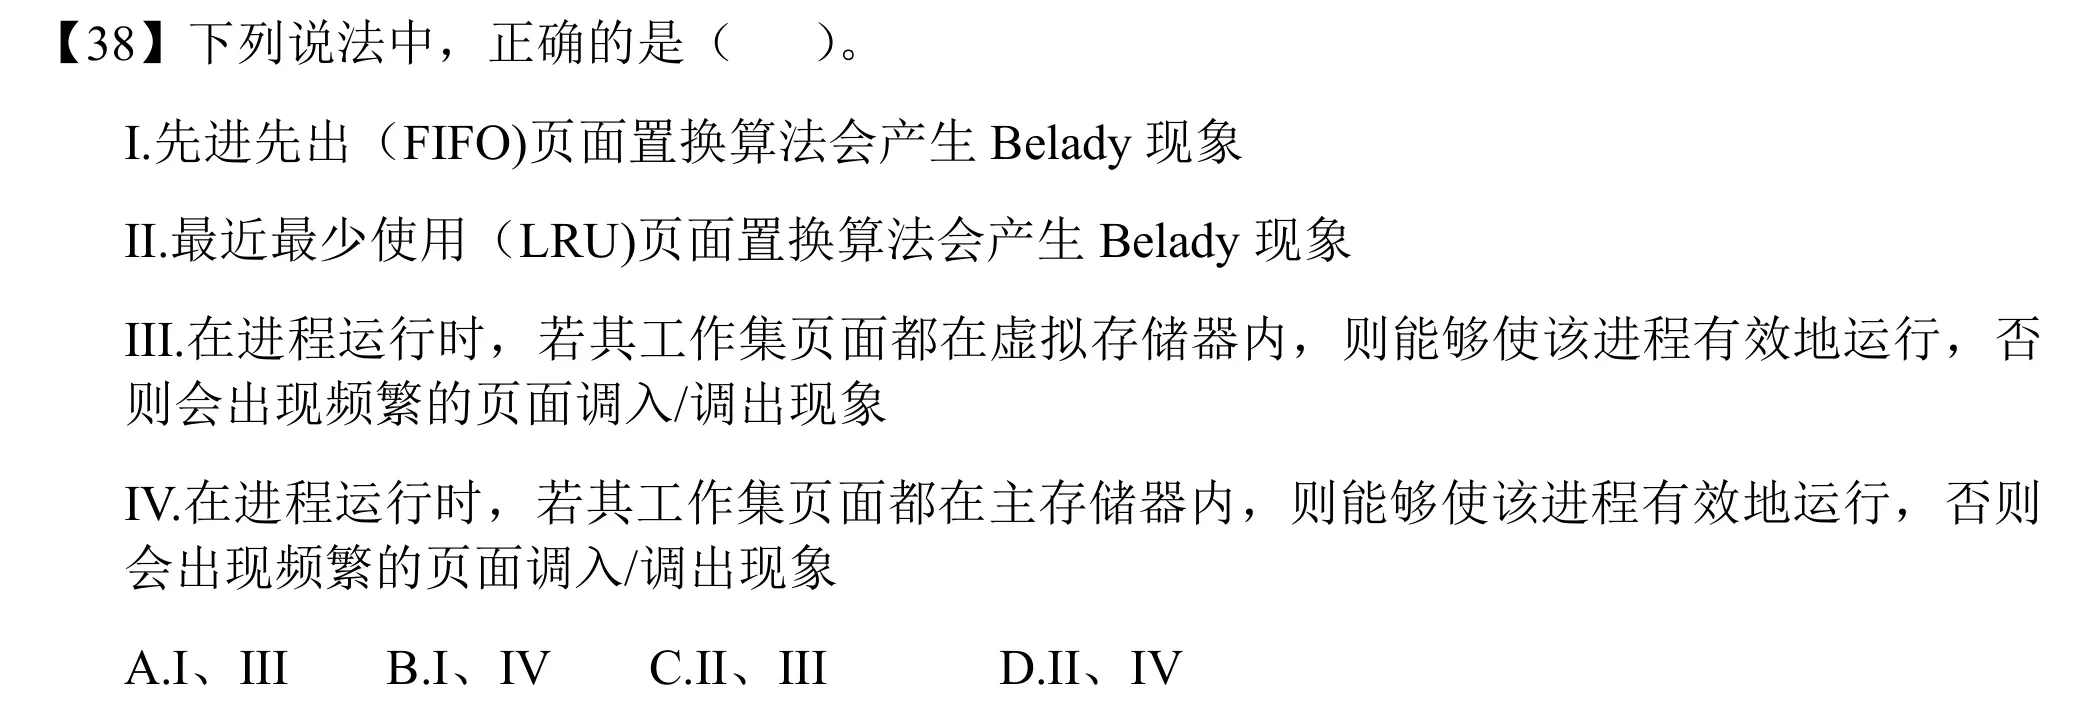 【38】下列说法中，正确的是（　　）。
I.先进先出（FIFO)页面置换算法会产生 Belady 现象
II.最近最少使用（LRU)页面置换算法会产生 Belady 现象
III.在进程运行时，若其工作集页面都在虚拟存储器内，则能够使该进程有效地运行，否
则会出现频繁的页面调入/调出现象
IV.在进程运行时，若其工作集页面都在主存储器内，则能够使该进程有效地运行，否则
会出现频繁的页面调入/调出现象
A.I、III　　B.I、IV　　C.II、III　　D.II、IV